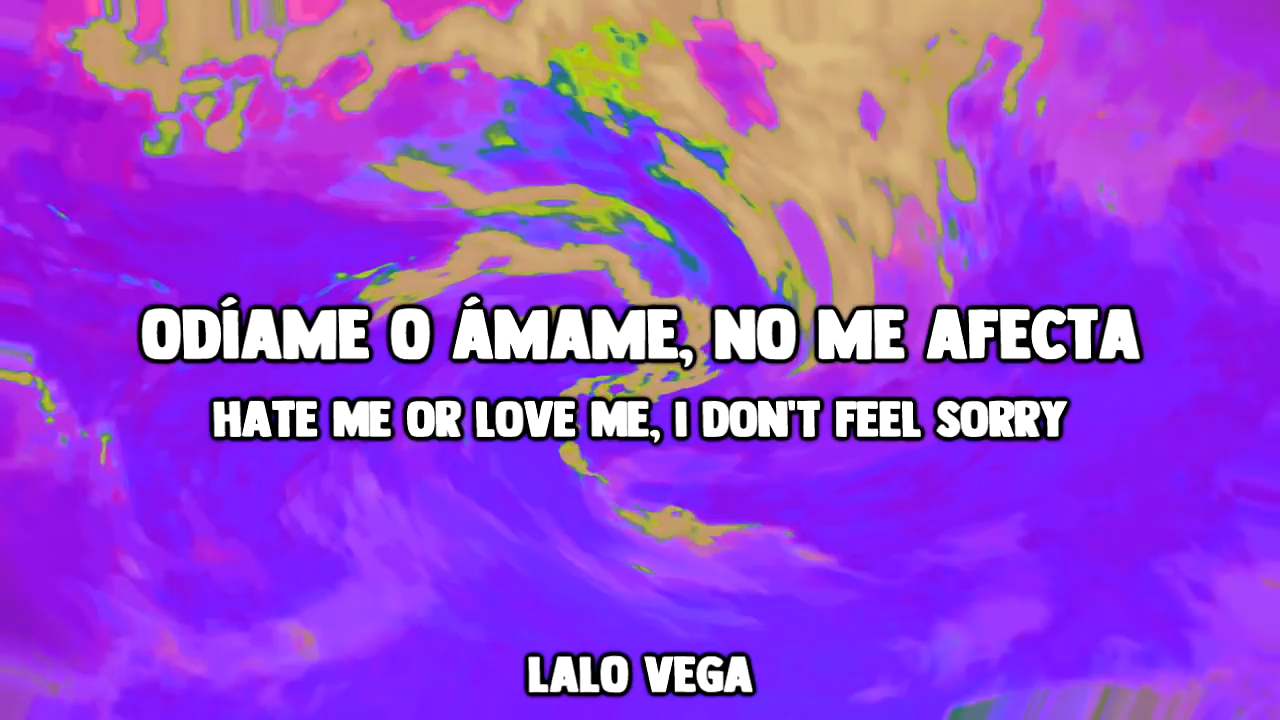 ODÍAME O ÁMAME, NO ME AFECTA
HATE ME OR LOVE ME, I DON'T FEEL SORRY
LALO VEGA